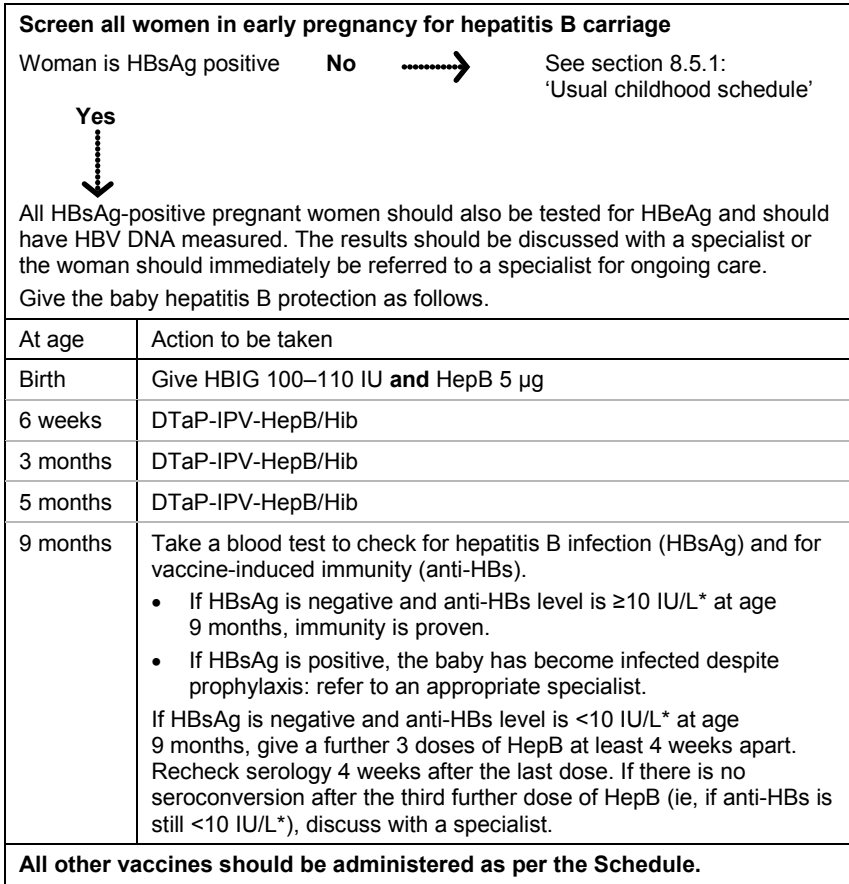 Screen all women in early pregnancy for hepatitis B carriage
Woman is HBsAg positive No See section 8.5.1:
‘Usual childhood schedule’
Yes
All HBsAg-positive pregnant women should also be tested for HBeAg and should
have HBV DNA measured. The results should be discussed with a specialist or
the woman should immediately be referred to a specialist for ongoing care.
Give the baby hepatitis B protection as follows.
At age Action to be taken
Birth Give HBIG 100–110 IU and HepB 5 µg
6 weeks DTaP-IPV-HepB/Hib
3 months DTaP-IPV-HepB/Hib
5 months DTaP-IPV-HepB/Hib
9 months Take a blood test to check for hepatitis B infection (HBsAg) and for
vaccine-induced immunity (anti-HBs).
• If HBsAg is negative and anti-HBs level is ≥10 IU/L* at age
9 months, immunity is proven.
• If HBsAg is positive, the baby has become infected despite
prophylaxis: refer to an appropriate specialist.
If HBsAg is negative and anti-HBs level is <10 IU/L* at age
9 months, give a further 3 doses of HepB at least 4 weeks apart.
Recheck serology 4 weeks after the last dose. If there is no
seroconversion after the third further dose of HepB (ie, if anti-HBs is
still <10 IU/L*), discuss with a specialist.
All other vaccines should be administered as per the Schedule.